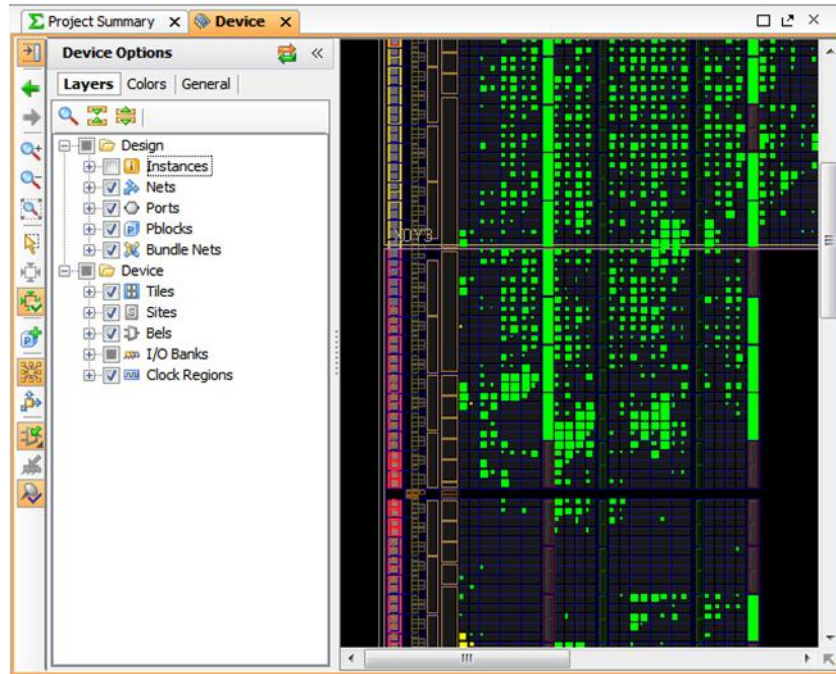 Project Summary Device
Device Options
Layers Colors General
Design
Instances
Nets
Ports
Pblocks
Bundle Nets
Device
Tiles
Sites
Bels
I/O Banks
Clock Regions
X0Y3